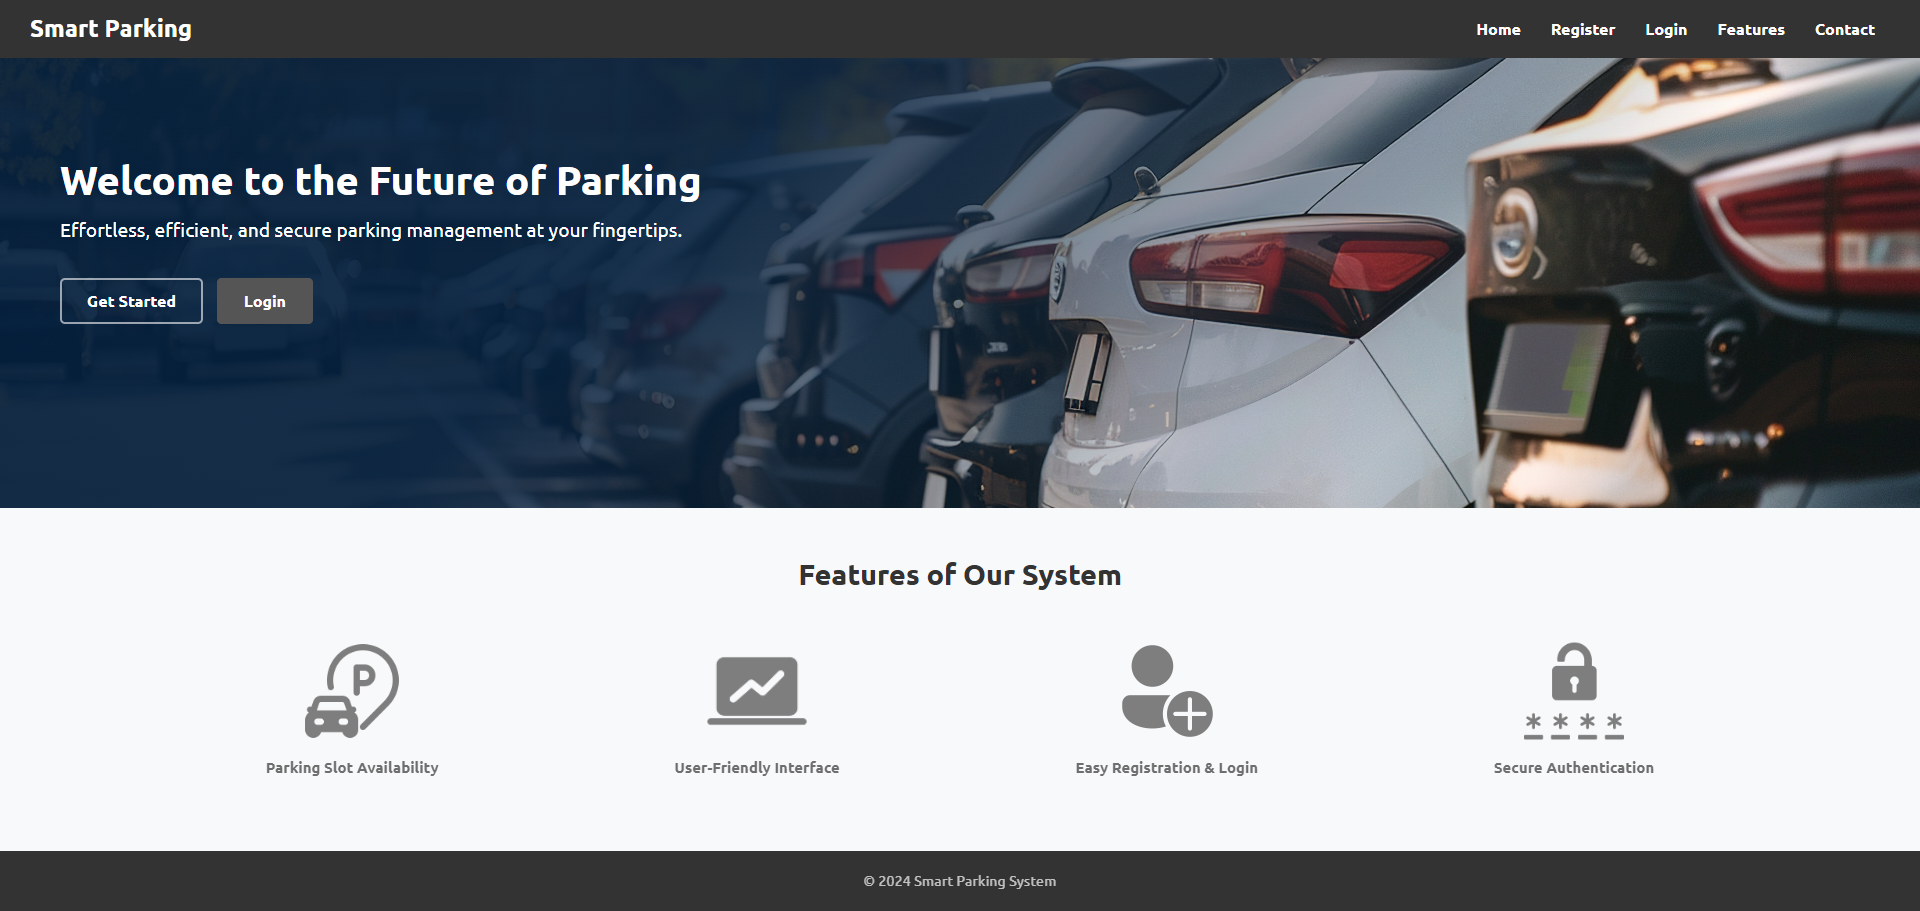 Smart Parking
Home Register Login Features Contact
Welcome to the Future of Parking
Effortless, efficient, and secure parking management at your fingertips.
Get Started Login
Features of Our System
P
* * * *
Parking Slot Availability
User-Friendly Interface
Easy Registration & Login
Secure Authentication
© 2024 Smart Parking System